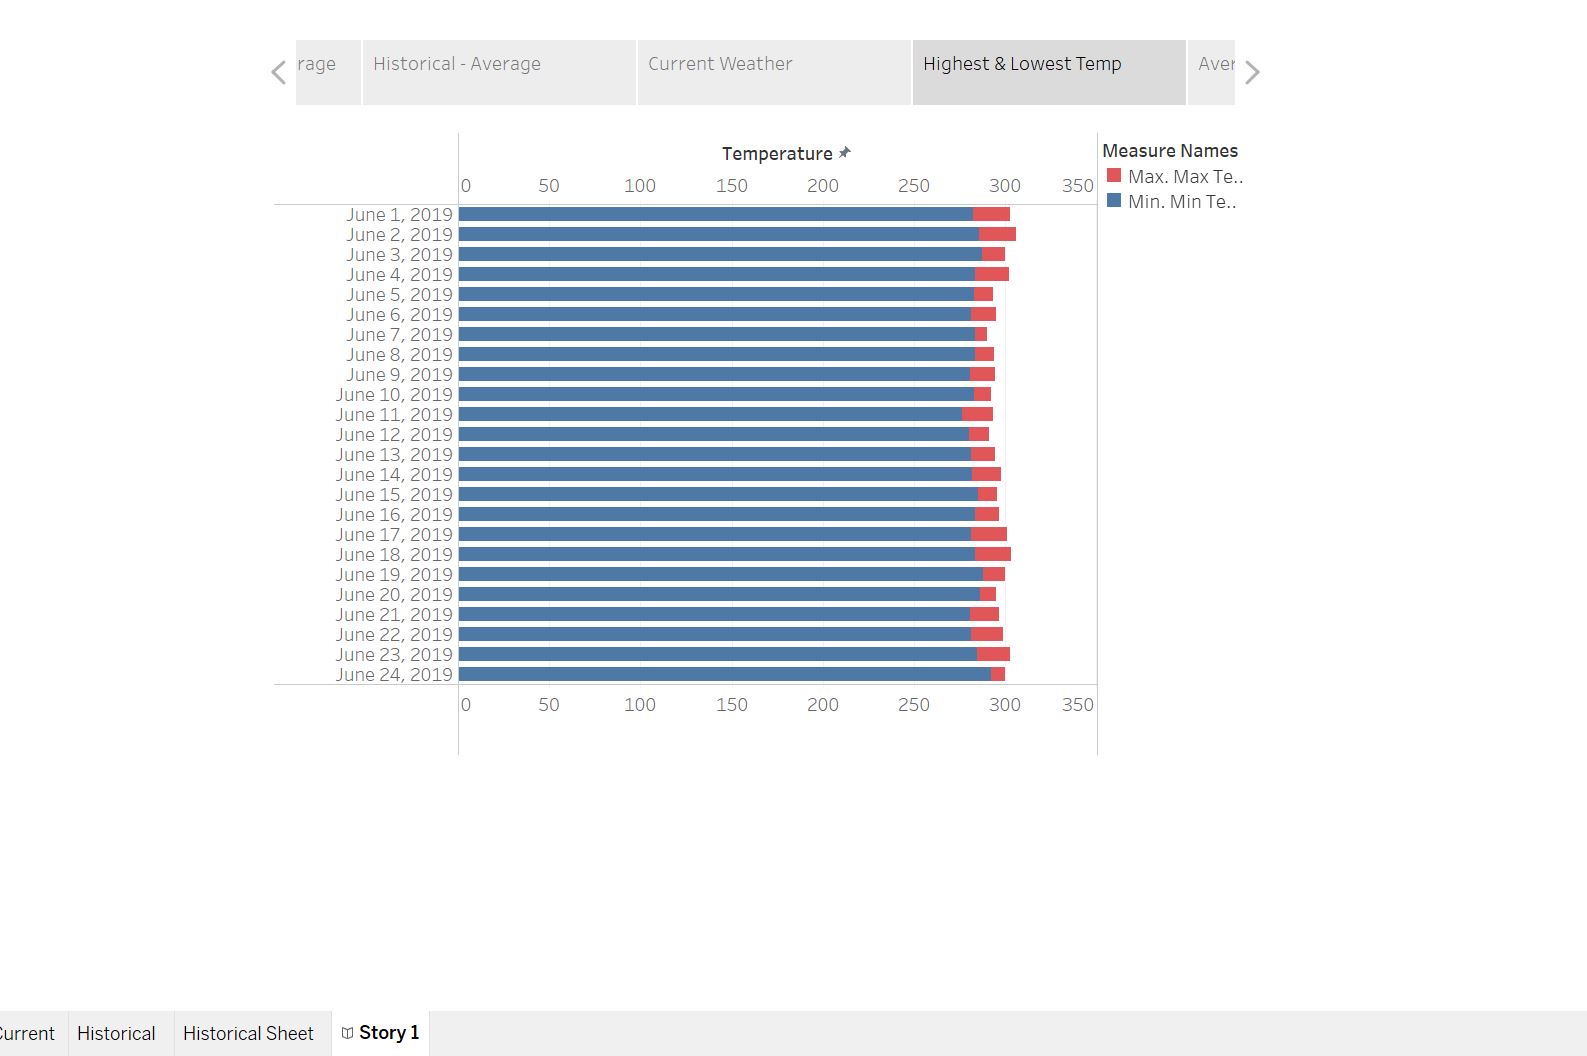 rage
Historical - Average
Current Weather
Highest & Lowest Temp
Aver
Temperature
0 50 100 150 200 250 300 350
Measure Names
Max. Max Te..
Min. Min Te..
June 1, 2019
June 2, 2019
June 3, 2019
June 4, 2019
June 5, 2019
June 6, 2019
June 7, 2019
June 8, 2019
June 9, 2019
June 10, 2019
June 11, 2019
June 12, 2019
June 13, 2019
June 14, 2019
June 15, 2019
June 16, 2019
June 17, 2019
June 18, 2019
June 19, 2019
June 20, 2019
June 21, 2019
June 22, 2019
June 23, 2019
June 24, 2019
0 50 100 150 200 250 300 350
Current
Historical
Historical Sheet
Story 1